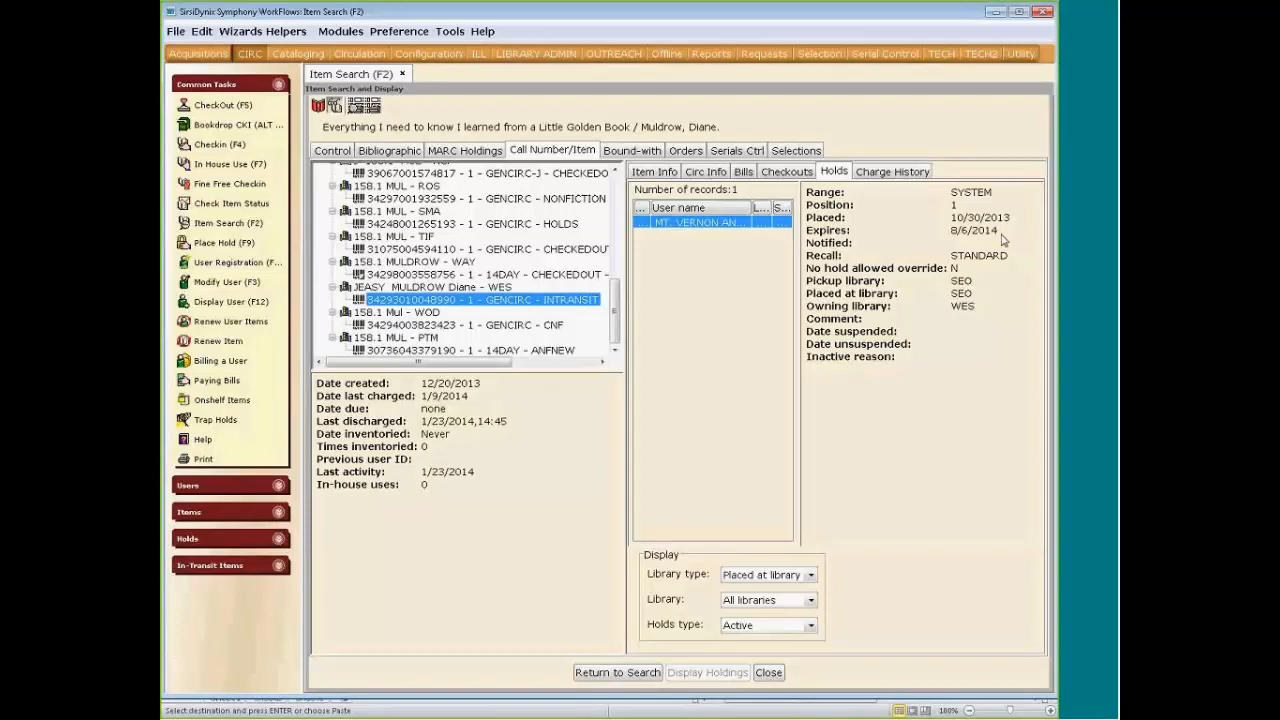 SirsiDynix Symphony WorkFlows: Item Search (F2)
File Edit Wizards Helpers Modules Preference Tools Help
Acquisitions CIRC Cataloging Circulation Configuration ILL LIBRARY ADMIN OUTREACH Offline Reports Requests Selection Serial Control TECH TECH2 Utility
Common Tasks
CheckOut (F5)
Bookdrop CKI (ALT ...
Checkin (F4)
In House Use (F7)
Fine Free Checkin
Check Item Status
Item Search (F2)
Place Hold (F9)
User Registration (F...
Modify User (F3)
Display User (F12)
Renew User Items
Renew Item
Billing a User
Paying Bills
Onshelf Items
Trap Holds
Help
Print
Users
Items
Holds
In-Transit Items
Item Search (F2) ×
Item Search and Display
Everything I need to know I learned from a Little Golden Book / Muldrow, Diane.
Control Bibliographic MARC Holdings Call Number/Item Bound-with Orders Serials Ctrl Selections
39067001574817 - 1 - GENCIRC-J - CHECKEDO
158.1 MUL - ROS
34297001932559 - 1 - GENCIRC - NONFICTION
158.1 MUL - SMA
34248001265193 - 1 - GENCIRC - HOLDS
158.1 MUL - TIF
31075004594110 - 1 - GENCIRC - CHECKEDOUT
158.1 MULDROW - WAY
34298003558756 - 1 - 14DAY - CHECKEDOUT -
JEASY MULDROW Diane - WES
34293010048990 - 1 - GENCIRC - INTRANSIT
158.1 Mul - WOD
34294003823423 - 1 - GENCIRC - CNF
158.1 MUL - PTM
30736043379190 - 1 - 14DAY - ANFNEW
Date created: 12/20/2013
Date last charged: 1/9/2014
Date due: none
Last discharged: 1/23/2014,14:45
Date inventoried: Never
Times inventoried: 0
Previous user ID:
Last activity: 1/23/2014
In-house uses: 0
Item Info Circ Info Bills Checkouts Holds Charge History
Number of records:1
... User name L... S...
MT. VERNON AN...
Range: SYSTEM
Position: 1
Placed: 10/30/2013
Expires: 8/6/2014
Notified:
Recall: STANDARD
No hold allowed override: N
Pickup library: SEO
Placed at library: SEO
Owning library: WES
Comment:
Date suspended:
Date unsuspended:
Inactive reason:
Display
Library type: Placed at library
Library: All libraries
Holds type: Active
Return to Search Display Holdings Close
Select destination and press ENTER or choose Paste
100%